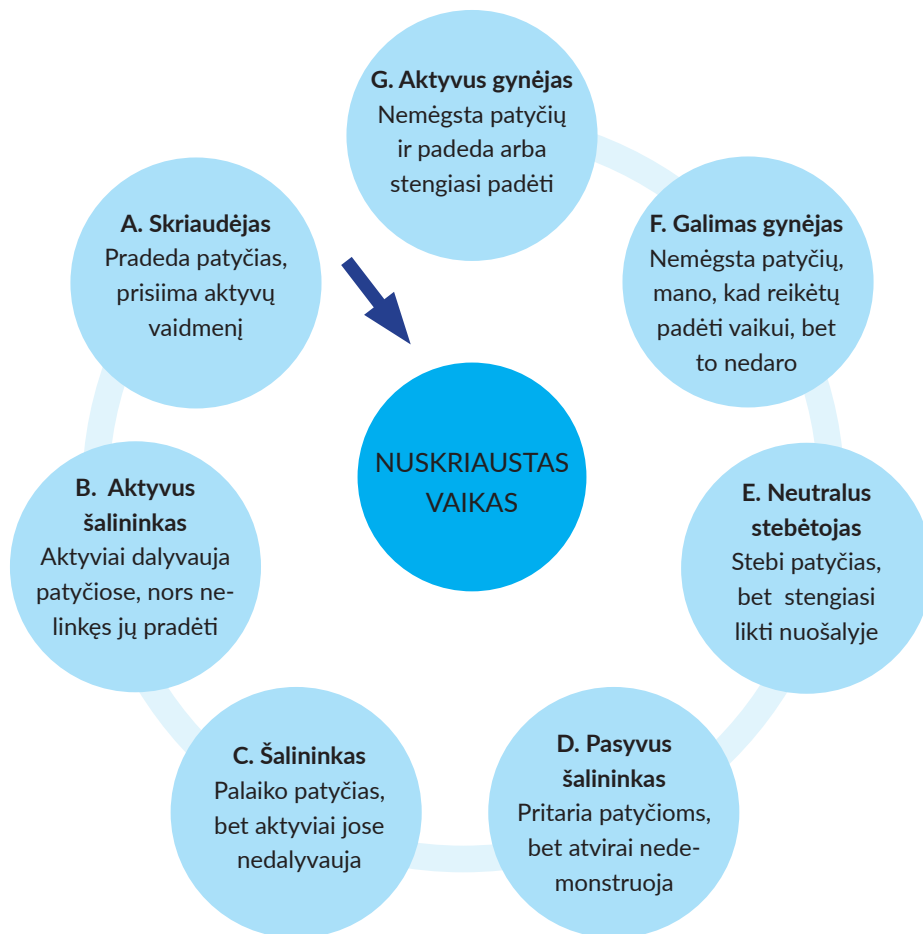 G. Aktyvus gynėjas
Nemėgsta patyčių
ir padeda arba
stengiasi padėti
A. Skriaudėjas
Pradeda patyčias,
prisiima aktyvų
vaidmenį
F. Galimas gynėjas
Nemėgsta patyčių,
mano, kad reikėtų
padėti vaikui, bet
to nedaro
NUSKRIAUSTAS
VAIKAS
B. Aktyvus
šalininkas
Aktyviai dalyvauja
patyčiose, nors ne-
linkęs jų pradėti
E. Neutralus
stebėtojas
Stebi patyčias,
bet stengiasi
likti nuošalyje
C. Šalininkas
Palaiko patyčias,
bet aktyviai jose
nedalyvauja
D. Pasyvus
šalininkas
Pritaria patyčioms,
bet atvirai nede-
monstruoja